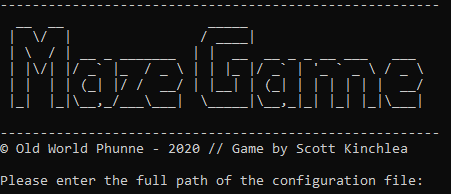 Maze Game
© Old World Phunne - 2020 // Game by Scott Kinchlea
Please enter the full path of the configuration file: